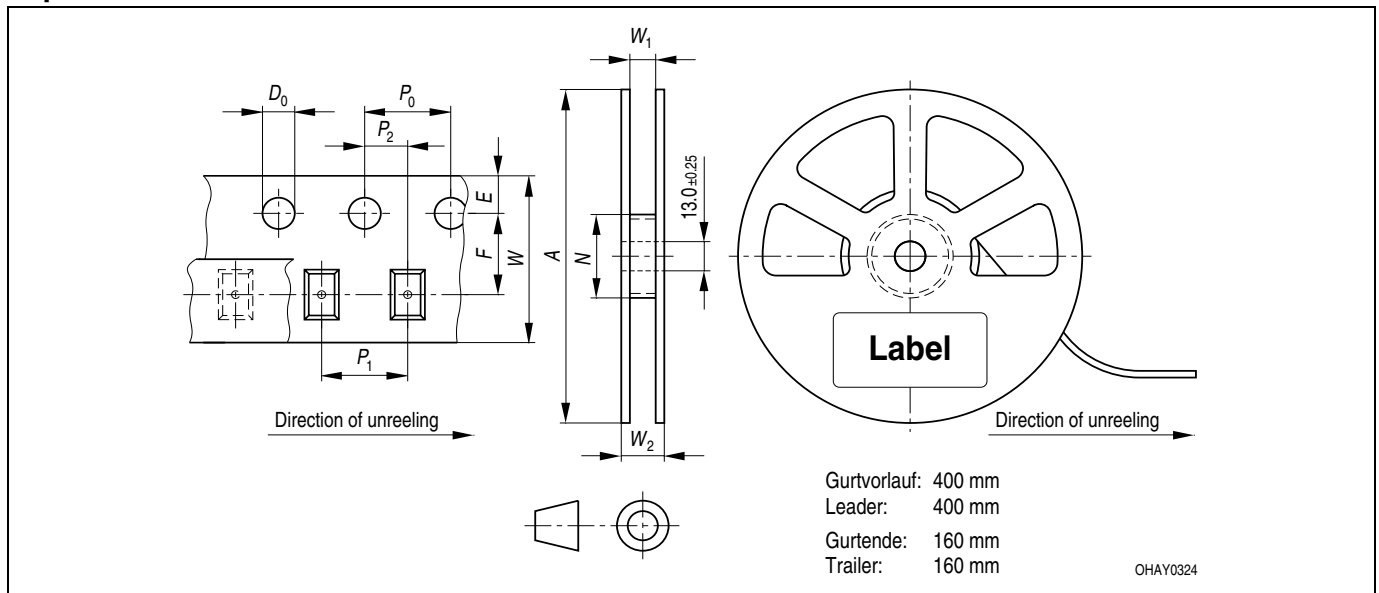 W1
D0
P0
P2
E
F
W
A
N
13.0±0.25
P1
Label
Direction of unreeling
W2
Direction of unreeling
Gurtvorlauf: 400 mm
Leader: 400 mm
Gurtende: 160 mm
Trailer: 160 mm
OHAY0324